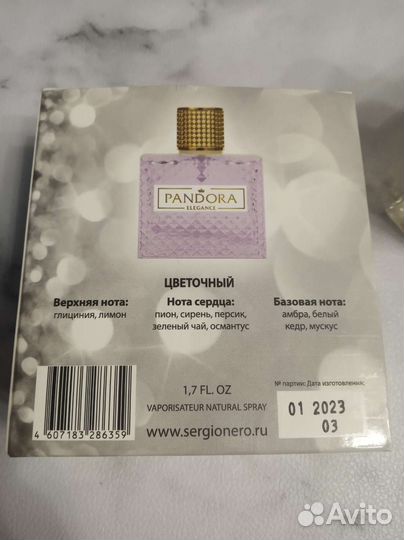 PANDORA
ELEGANCE
ЦВЕТОЧНЫЙ
Верхняя нота:
глициния, лимон
Нота сердца:
пион, сирень, персик,
зеленый чай, османтус
Базовая нота:
амбра, белый
кедр, мускус
4 607183 286359
1,7 FL. OZ
VAPORISATEUR NATURAL SPRAY
www.sergionero.ru
№ партии: Дата изготовления:
01 2023
03
Avito